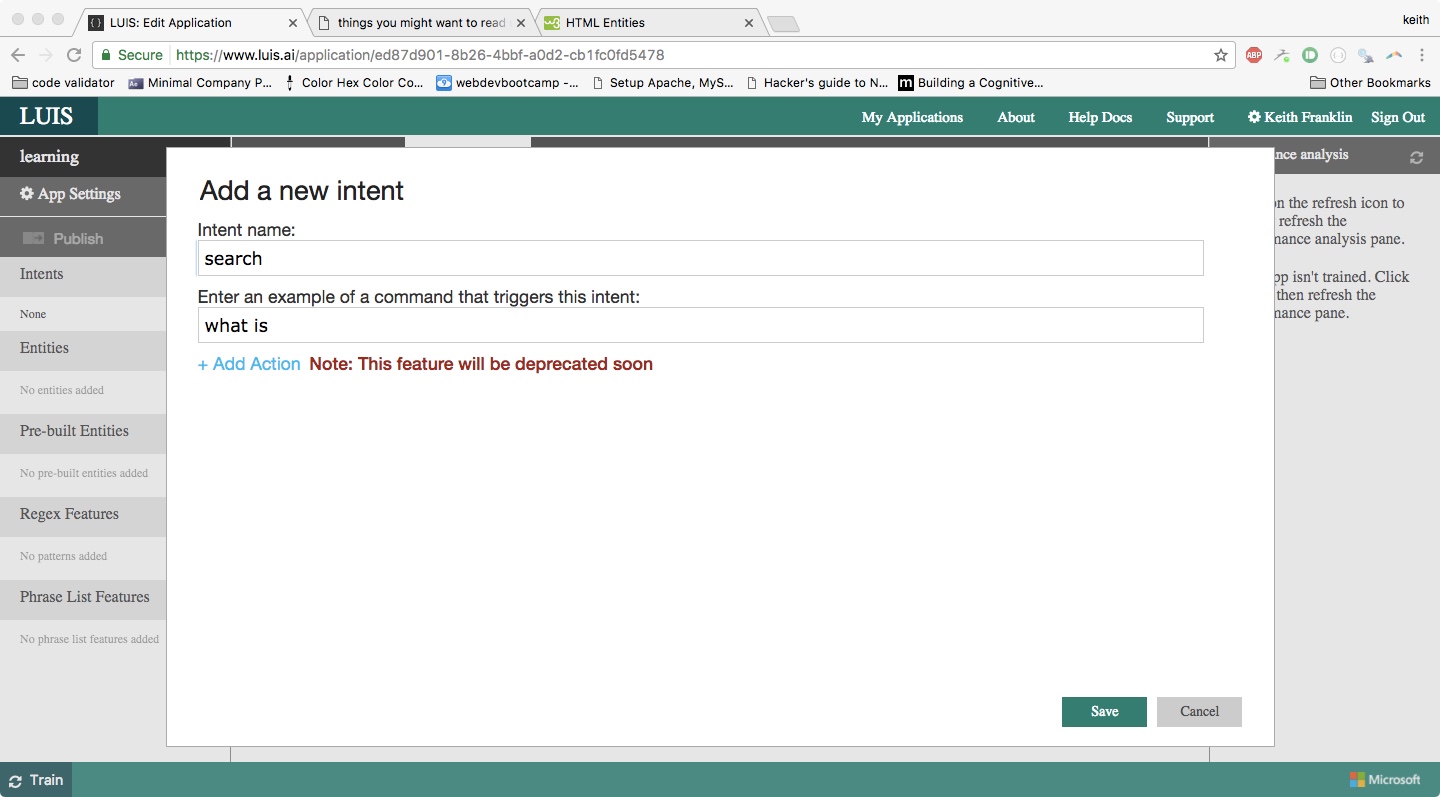 LUIS: Edit Application
things you might want to read
HTML Entities
keith
Secure https://www.luis.ai/application/ed87d901-8b26-4bbf-a0d2-cb1fc0fd5478
ABP
code validator
Ae
Minimal Company P...
Color Hex Color Co...
webdevbootcamp -...
Setup Apache, MyS...
Hacker's guide to N...
m
Building a Cognitive...
Other Bookmarks
LUIS
My Applications
About
Help Docs
Support
Keith Franklin
Sign Out
learning
App Settings
Publish
Intents
None
Entities
No entities added
Pre-built Entities
No pre-built entities added
Regex Features
No patterns added
Phrase List Features
No phrase list features added
Add a new intent
Intent name:
search
Enter an example of a command that triggers this intent:
what is
+ Add Action Note: This feature will be deprecated soon
Save
Cancel
nce analysis
n the refresh icon to
refresh the
mance analysis pane.
pp isn't trained. Click
then refresh the
mance pane.
Train
Microsoft